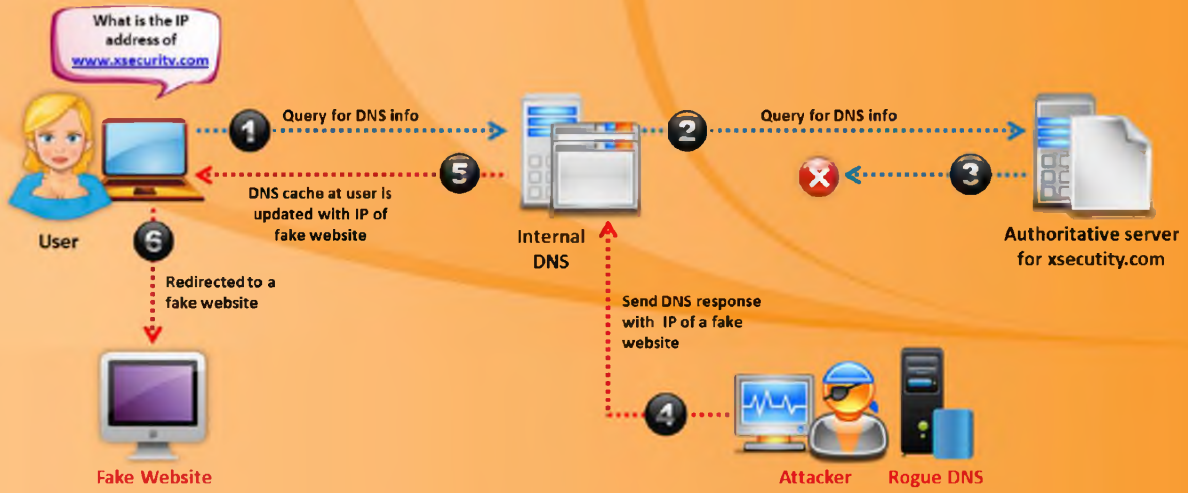 What is the IP
address of
www.xsecurity.com
1
Query for DNS info
2
Query for DNS info
5
3
DNS cache at user is
updated with IP of
fake website
User
6
Internal
DNS
Authoritative server
for xsecutity.com
Redirected to a
fake website
Send DNS response
with IP of a fake
website
4
Fake Website
Attacker
Rogue DNS